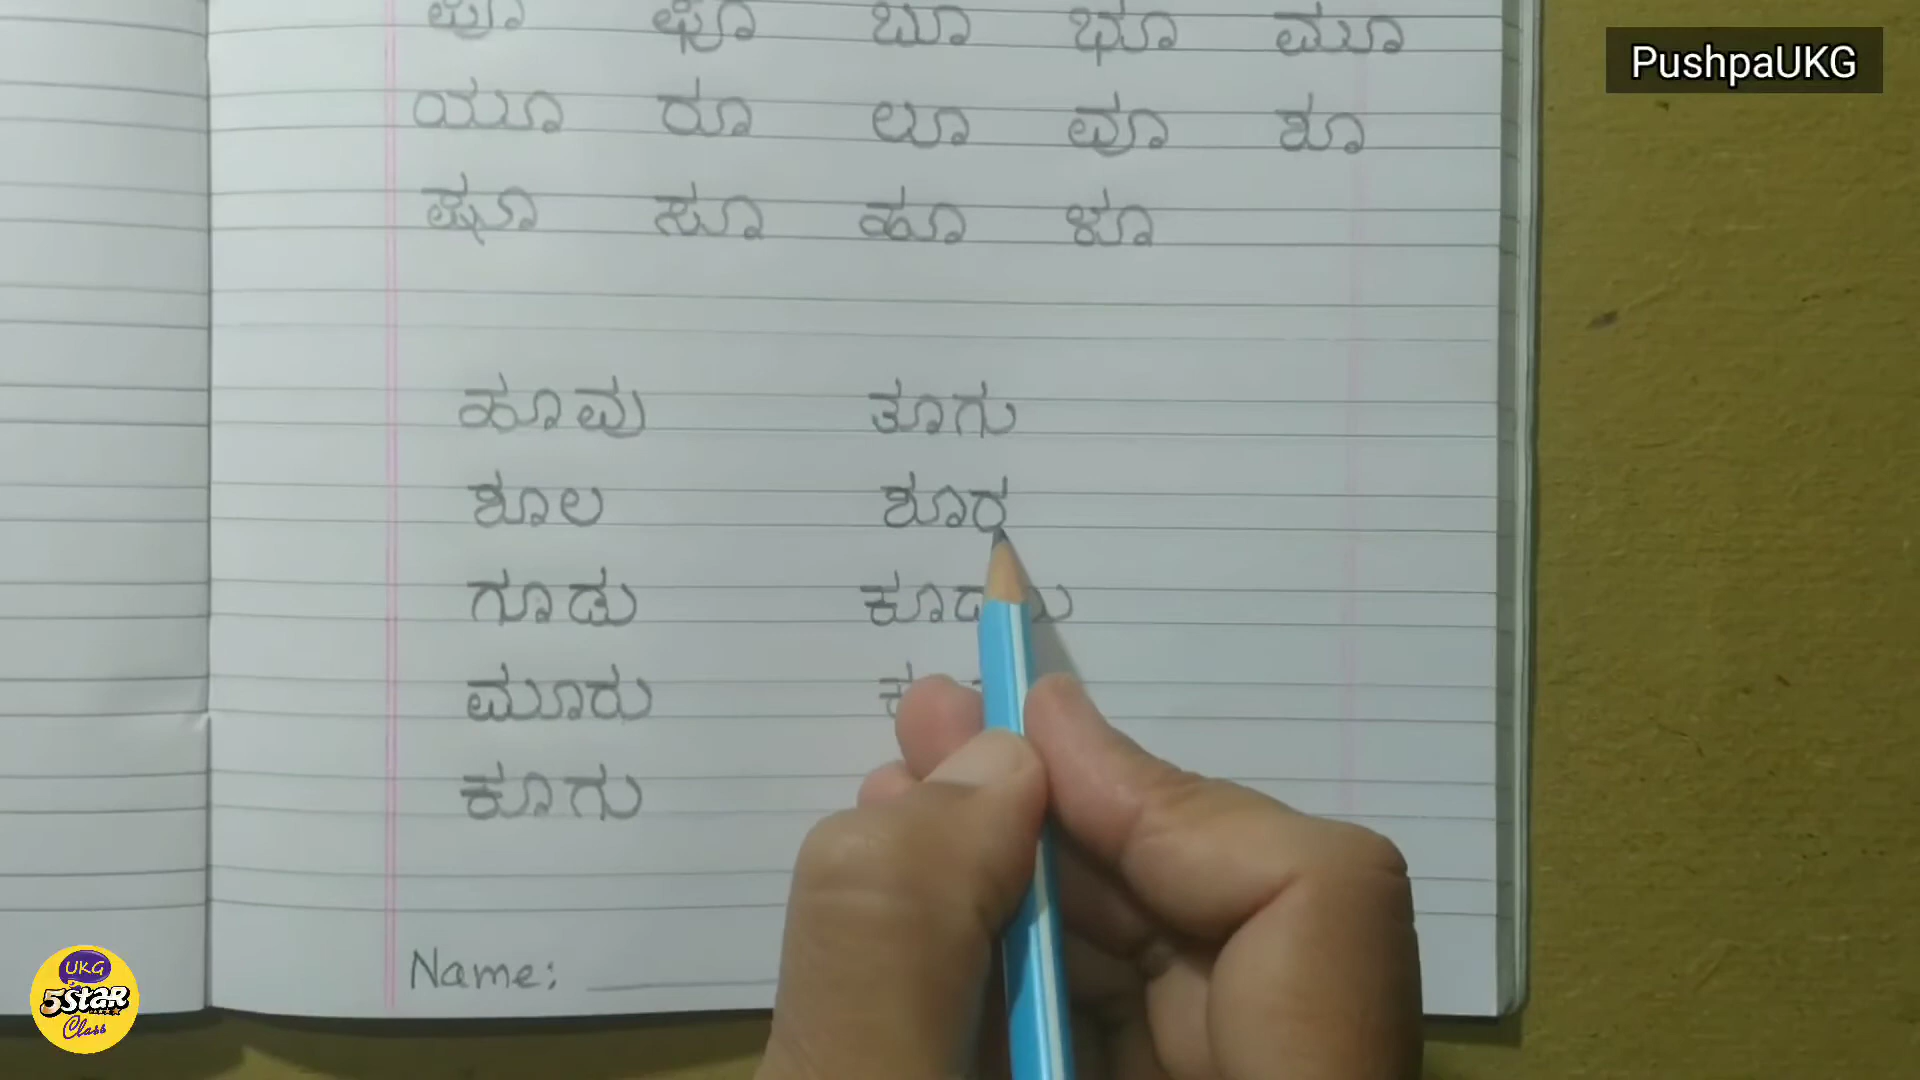 ಪೂ ಫೂ ಬೂ ಭೂ ಮೂ
ಯೂ ರೂ ಲೂ ವೂ ಶೂ
ಷೂ ಸೂ ಹೂ ಳೂ
ಹೂವು ತೂಗು
ಶೂಲ ಶೂರ
ಗೂಡು
ಮೂರು
ಕೂಗು
Name:
PushpaUKG
UKG
5StaR
Class